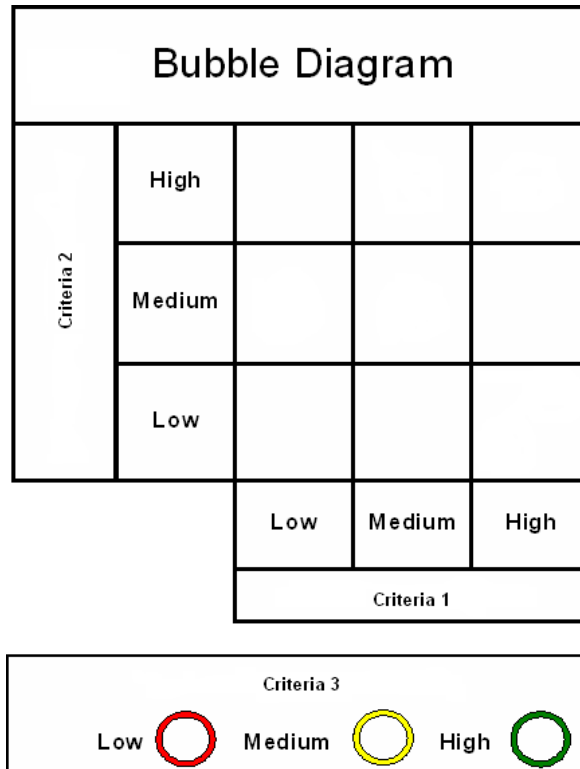 Bubble Diagram
Criteria 2
High
Medium
Low
Low Medium High
Criteria 1
Criteria 3
Low Medium High